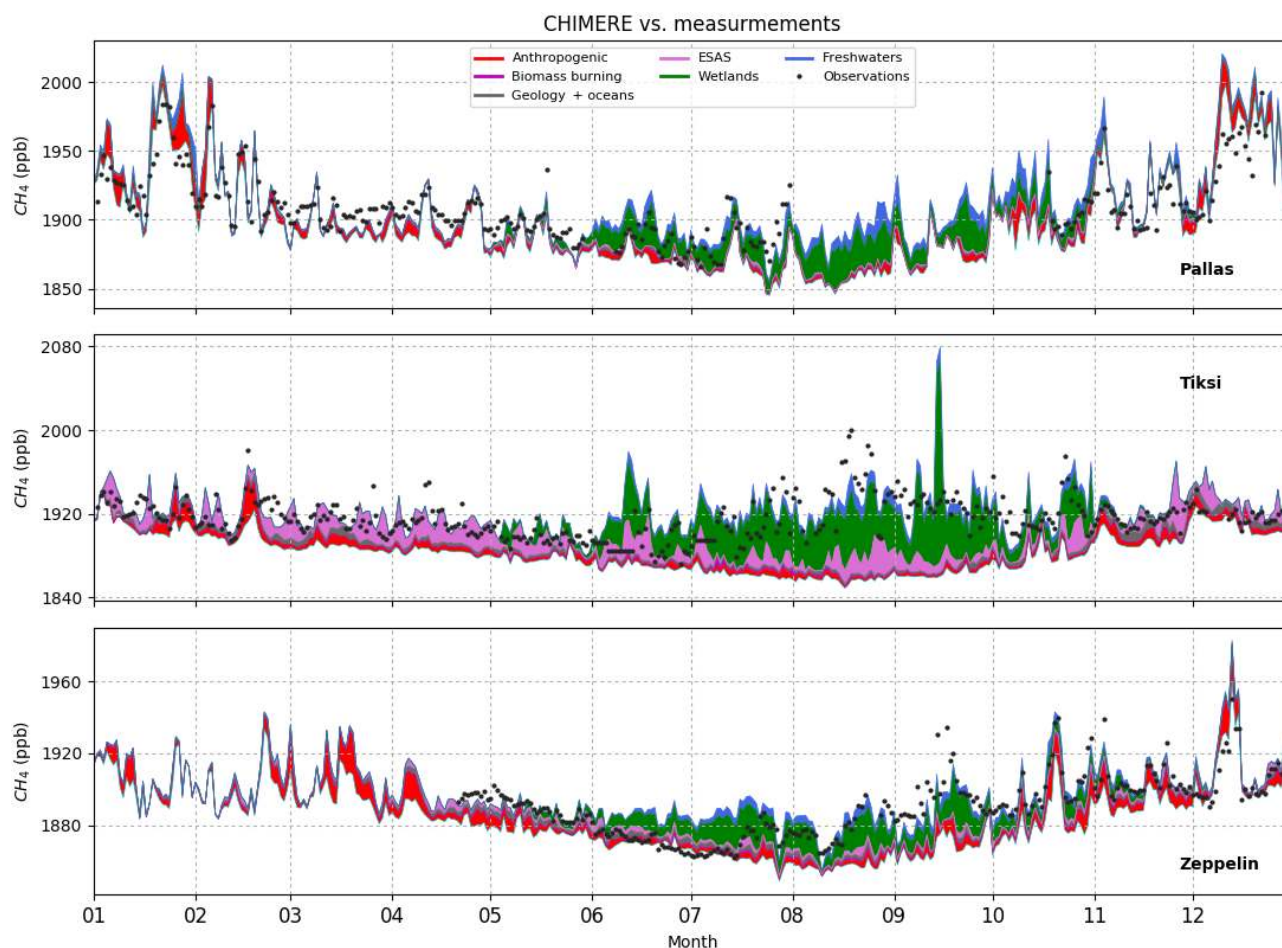 CHIMERE vs. measurmements
Anthropogenic ESAS Freshwaters
Biomass burning Wetlands Observations
Geology + oceans
2000
1950
1900
1850
CH₄ (ppb)
Pallas
2080
2000
1920
1840
CH₄ (ppb)
Tiksi
1960
1920
1880
CH₄ (ppb)
Zeppelin
01 02 03 04 05 06 07 08 09 10 11 12
Month